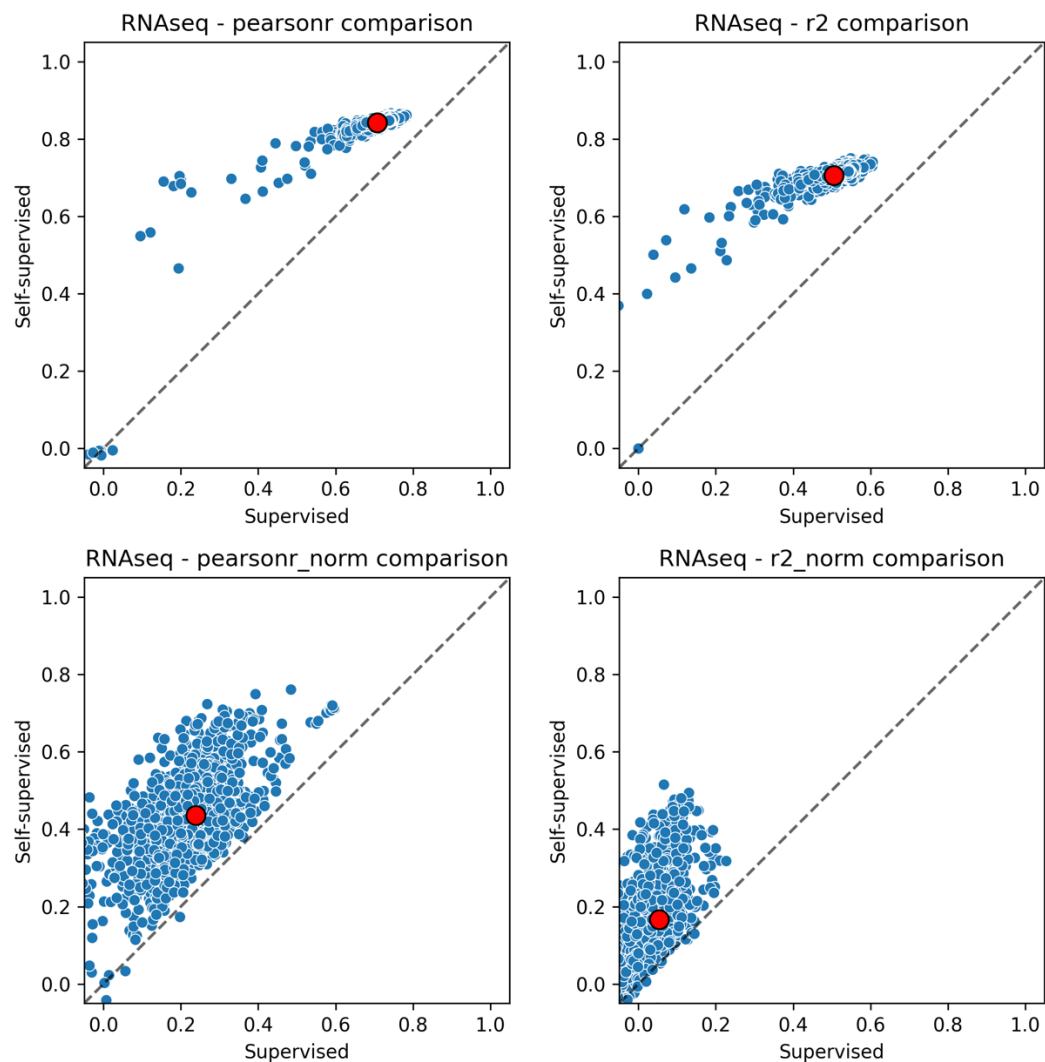 RNAseq - pearsonr comparison
1.0
0.8
0.6
0.4
0.2
0.0
Self-supervised
0.0 0.2 0.4 0.6 0.8 1.0
Supervised
RNAseq - r2 comparison
1.0
0.8
0.6
0.4
0.2
0.0
Self-supervised
0.0 0.2 0.4 0.6 0.8 1.0
Supervised
RNAseq - pearsonr_norm comparison
1.0
0.8
0.6
0.4
0.2
0.0
Self-supervised
0.0 0.2 0.4 0.6 0.8 1.0
Supervised
RNAseq - r2_norm comparison
1.0
0.8
0.6
0.4
0.2
0.0
Self-supervised
0.0 0.2 0.4 0.6 0.8 1.0
Supervised